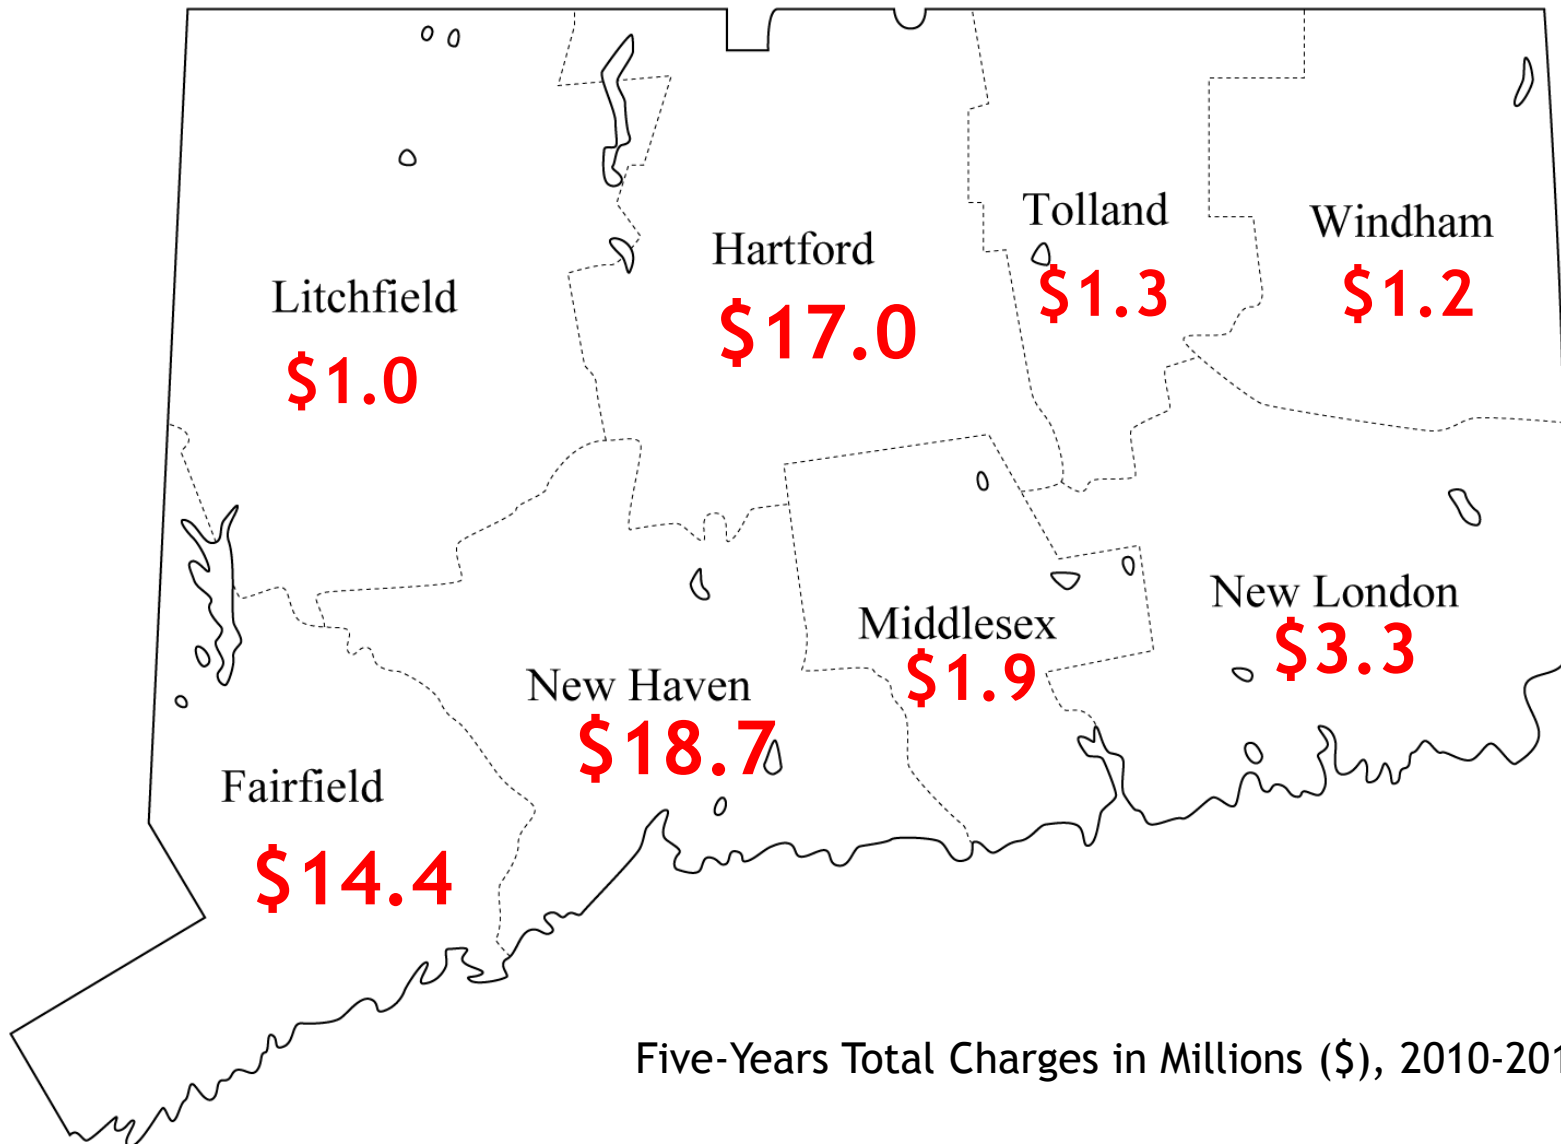 Tolland
$1.3
Windham
$1.2
Hartford
$17.0
Litchfield
$1.0
New London
$3.3
Middlesex
$1.9
New Haven
$18.7
Fairfield
$14.4
Five-Years Total Charges in Millions ($), 2010-201